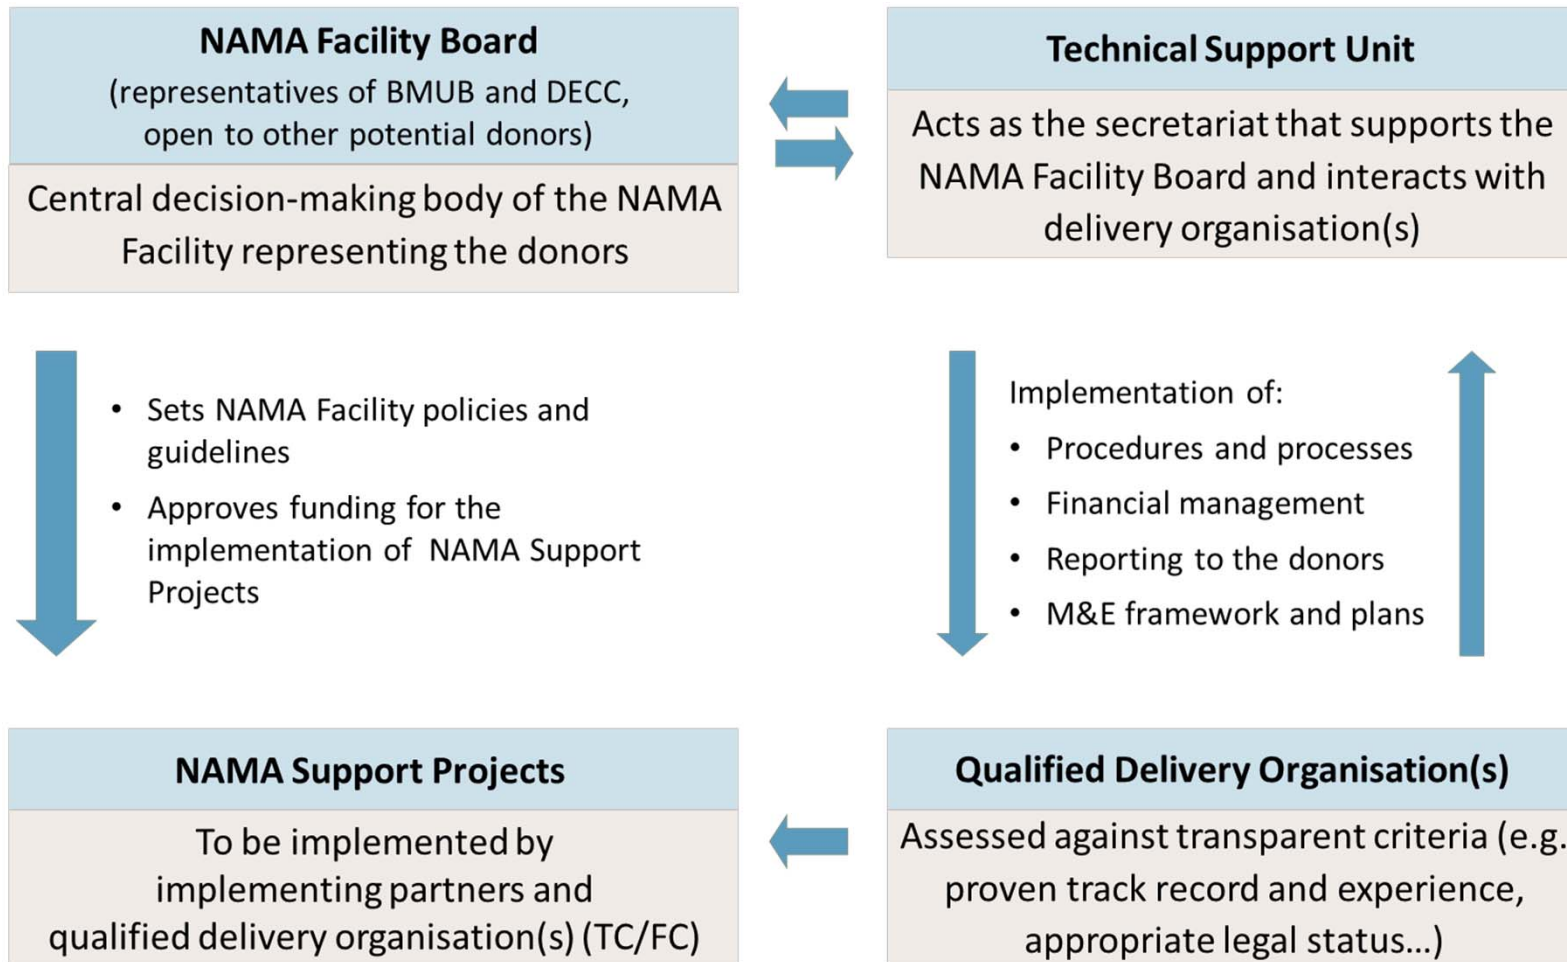 NAMA Facility Board
(representatives of BMUB and DECC,
open to other potential donors)
Central decision-making body of the NAMA
Facility representing the donors
Technical Support Unit
Acts as the secretariat that supports the
NAMA Facility Board and interacts with
delivery organisation(s)
• Sets NAMA Facility policies and
guidelines
• Approves funding for the
implementation of NAMA Support
Projects
Implementation of:
• Procedures and processes
• Financial management
• Reporting to the donors
• M&E framework and plans
NAMA Support Projects
To be implemented by
implementing partners and
qualified delivery organisation(s) (TC/FC)
Qualified Delivery Organisation(s)
Assessed against transparent criteria (e.g.
proven track record and experience,
appropriate legal status...)